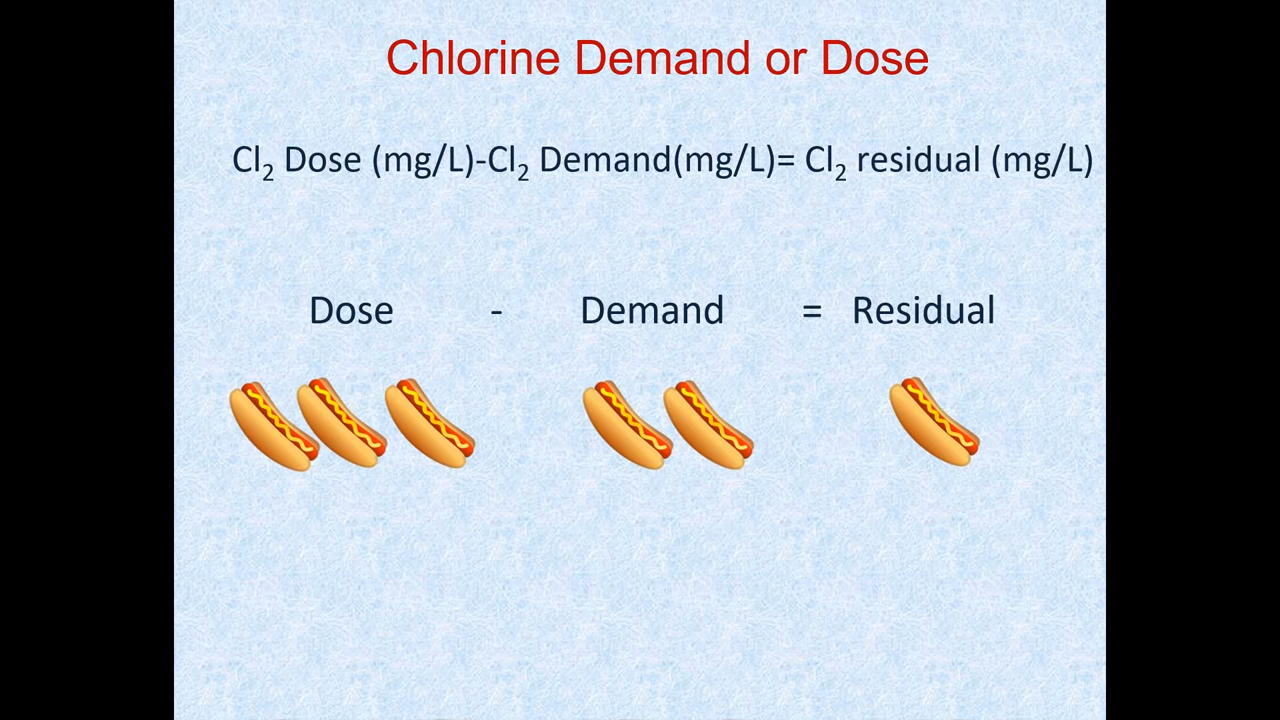 Chlorine Demand or Dose
Cl₂ Dose (mg/L)-Cl₂ Demand(mg/L)= Cl₂ residual (mg/L)
Dose - Demand = Residual